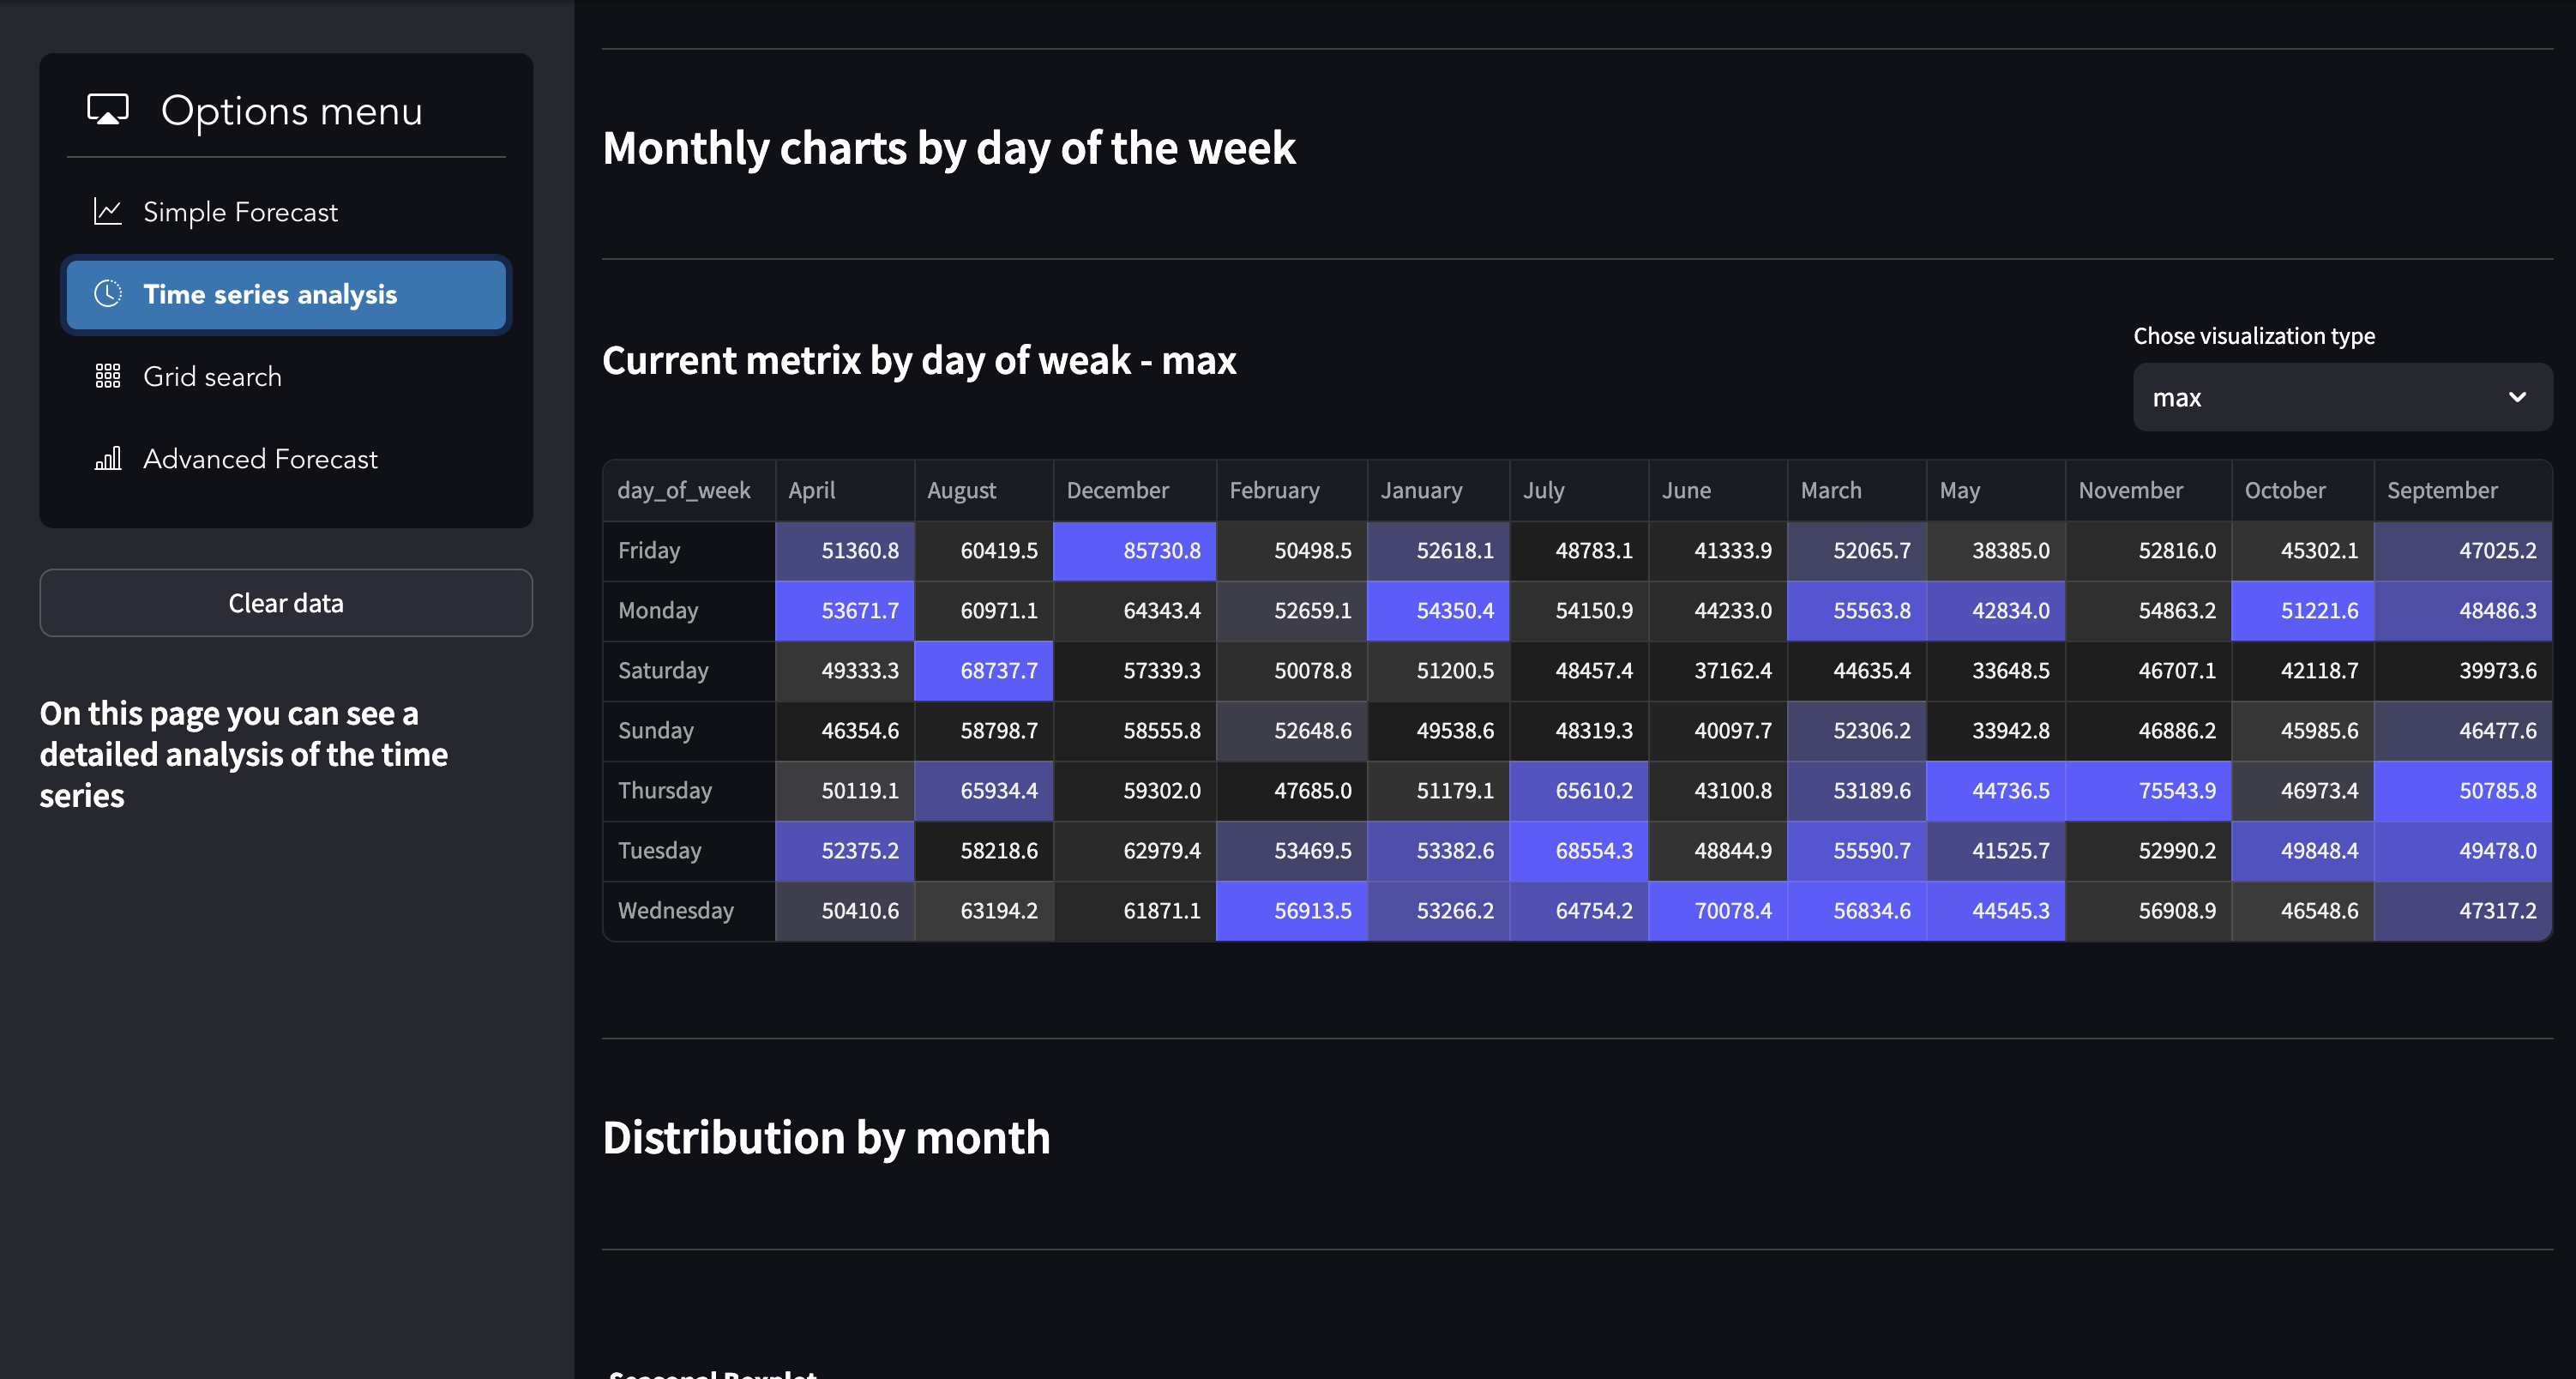 Options menu
Simple Forecast
Time series analysis
Grid search
Advanced Forecast
Clear data
On this page you can see a
detailed analysis of the time
series
Monthly charts by day of the week
Current metrix by day of weak - max
Chose visualization type
max
day_of_week April August December February January July June March May November October September
Friday 51360.8 60419.5 85730.8 50498.5 52618.1 48783.1 41333.9 52065.7 38385.0 52816.0 45302.1 47025.2
Monday 53671.7 60971.1 64343.4 52659.1 54350.4 54150.9 44233.0 55563.8 42834.0 54863.2 51221.6 48486.3
Saturday 49333.3 68737.7 57339.3 50078.8 51200.5 48457.4 37162.4 44635.4 33648.5 46707.1 42118.7 39973.6
Sunday 46354.6 58798.7 58555.8 52648.6 49538.6 48319.3 40097.7 52306.2 33942.8 46886.2 45985.6 46477.6
Thursday 50119.1 65934.4 59302.0 47685.0 51179.1 65610.2 43100.8 53189.6 44736.5 75543.9 46973.4 50785.8
Tuesday 52375.2 58218.6 62979.4 53469.5 53382.6 68554.3 48844.9 55590.7 41525.7 52990.2 49848.4 49478.0
Wednesday 50410.6 63194.2 61871.1 56913.5 53266.2 64754.2 70078.4 56834.6 44545.3 56908.9 46548.6 47317.2
Distribution by month
Seasonal Boxplot